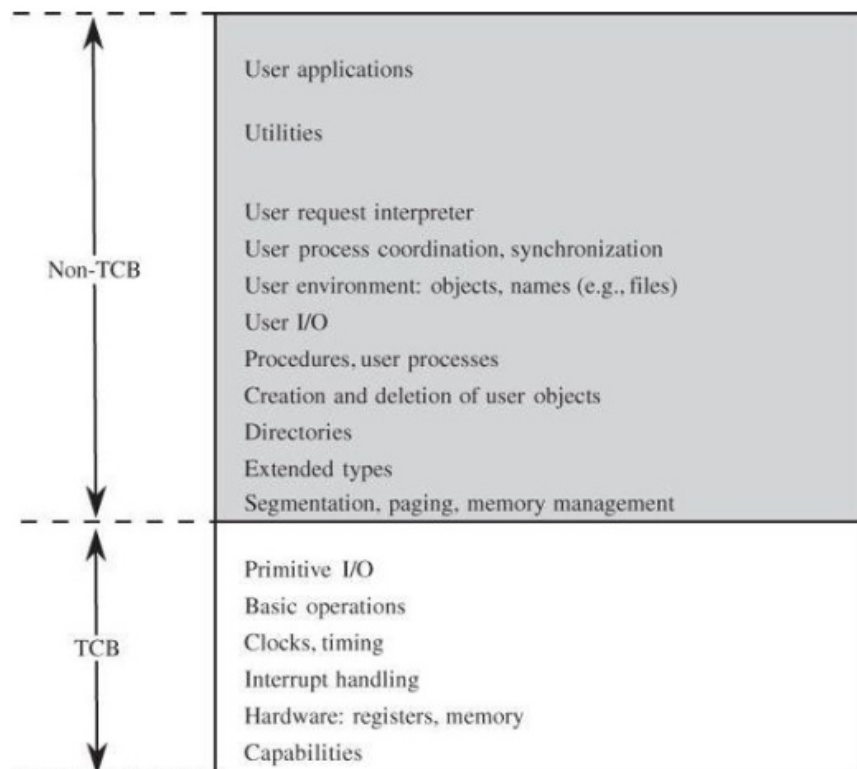 User applications
Utilities
User request interpreter
User process coordination, synchronization
User environment: objects, names (e.g., files)
Non-TCB
User I/O
Procedures, user processes
Creation and deletion of user objects
Directories
Extended types
Segmentation, paging, memory management
Primitive I/O
Basic operations
Clocks, timing
TCB
Interrupt handling
Hardware: registers, memory
Capabilities